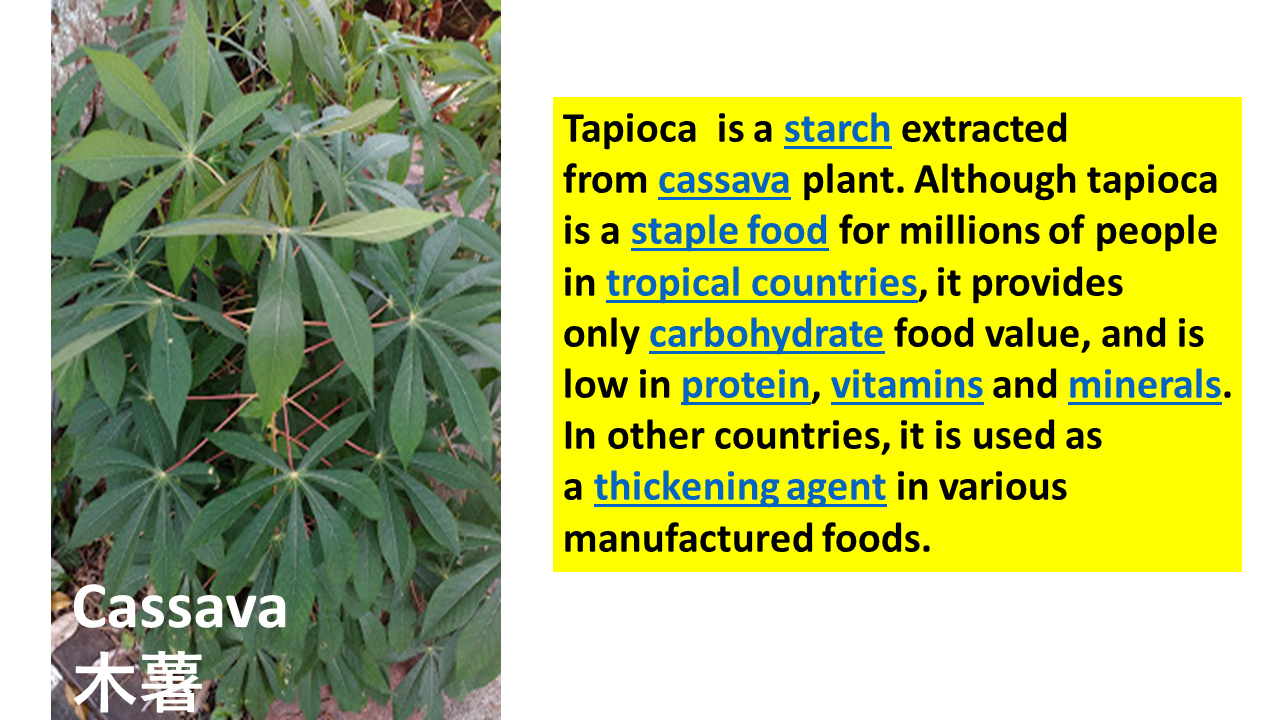 Tapioca  is a starch extracted
from cassava plant. Although tapioca
is a staple food for millions of people
in tropical countries, it provides
only carbohydrate food value, and is
low in protein, vitamins and minerals.
In other countries, it is used as
a thickening agent in various
manufactured foods.
Cassava
木薯